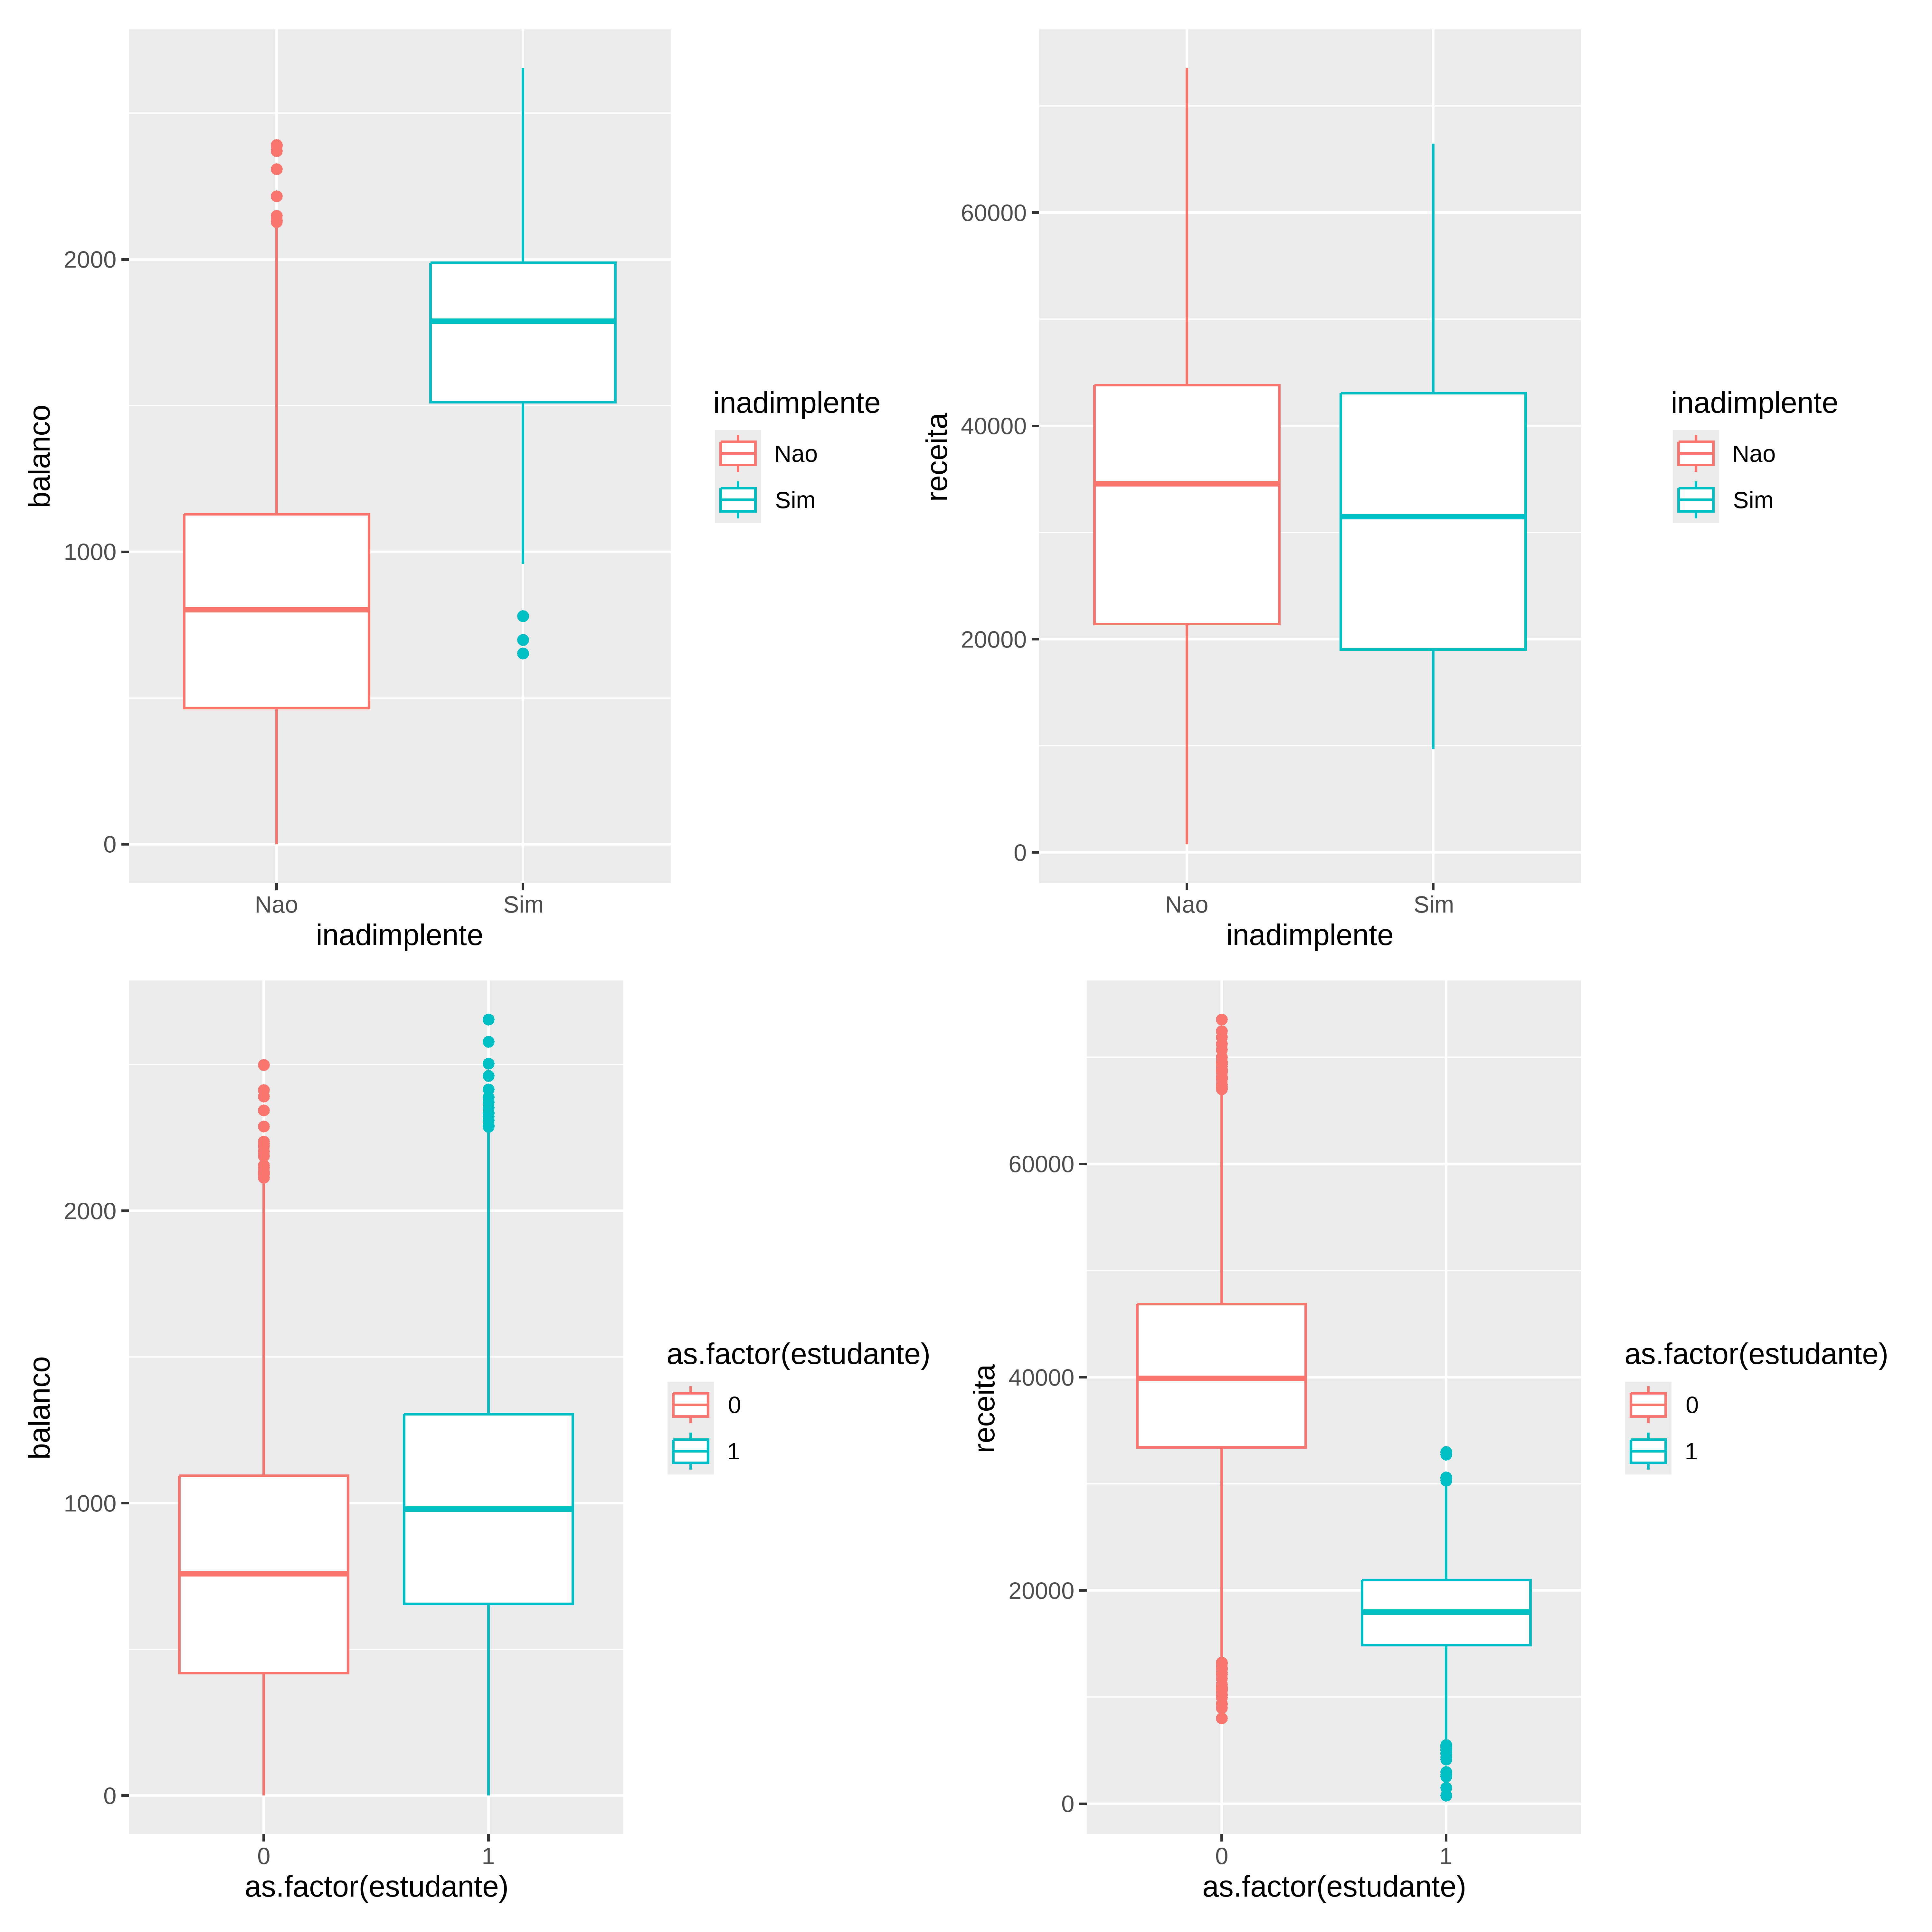 balanco
2000
1000
0
Nao
Sim
inadimplente
inadimplente
Nao
Sim
receita
60000
40000
20000
0
Nao
Sim
inadimplente
inadimplente
Nao
Sim
balanco
2000
1000
0
0
1
as.factor(estudante)
as.factor(estudante)
0
1
receita
60000
40000
20000
0
0
1
as.factor(estudante)
as.factor(estudante)
0
1